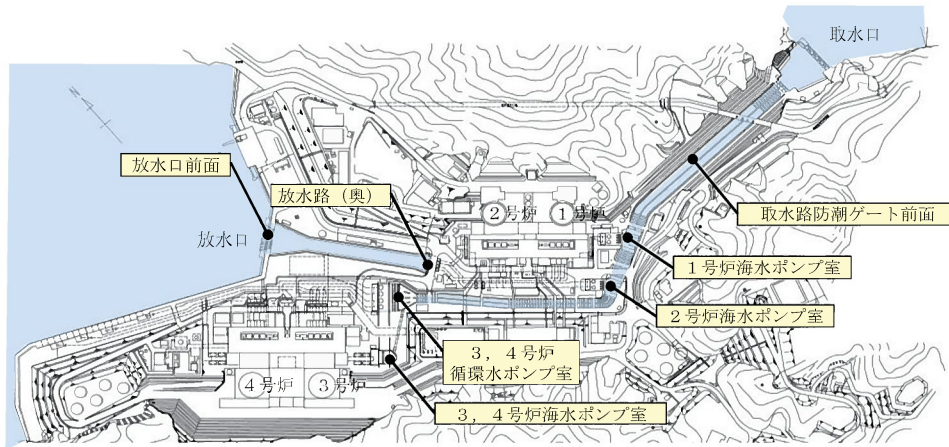 取水口
放水口前面
放水路（奥）
２号炉
１号炉
取水路防潮ゲート前面
放水口
１号炉海水ポンプ室
２号炉海水ポンプ室
３，４号炉
循環水ポンプ室
４号炉
３号炉
３，４号炉海水ポンプ室